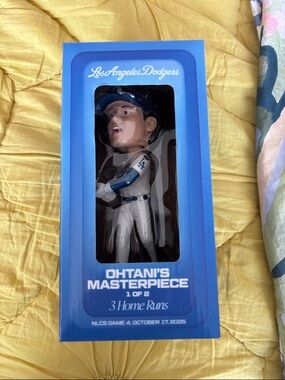 Los Angeles Dodgers
OHTANI'S
MASTERPIECE
1 OF 2
3 Home Runs
NLCS GAME 4, OCTOBER 17, 2025